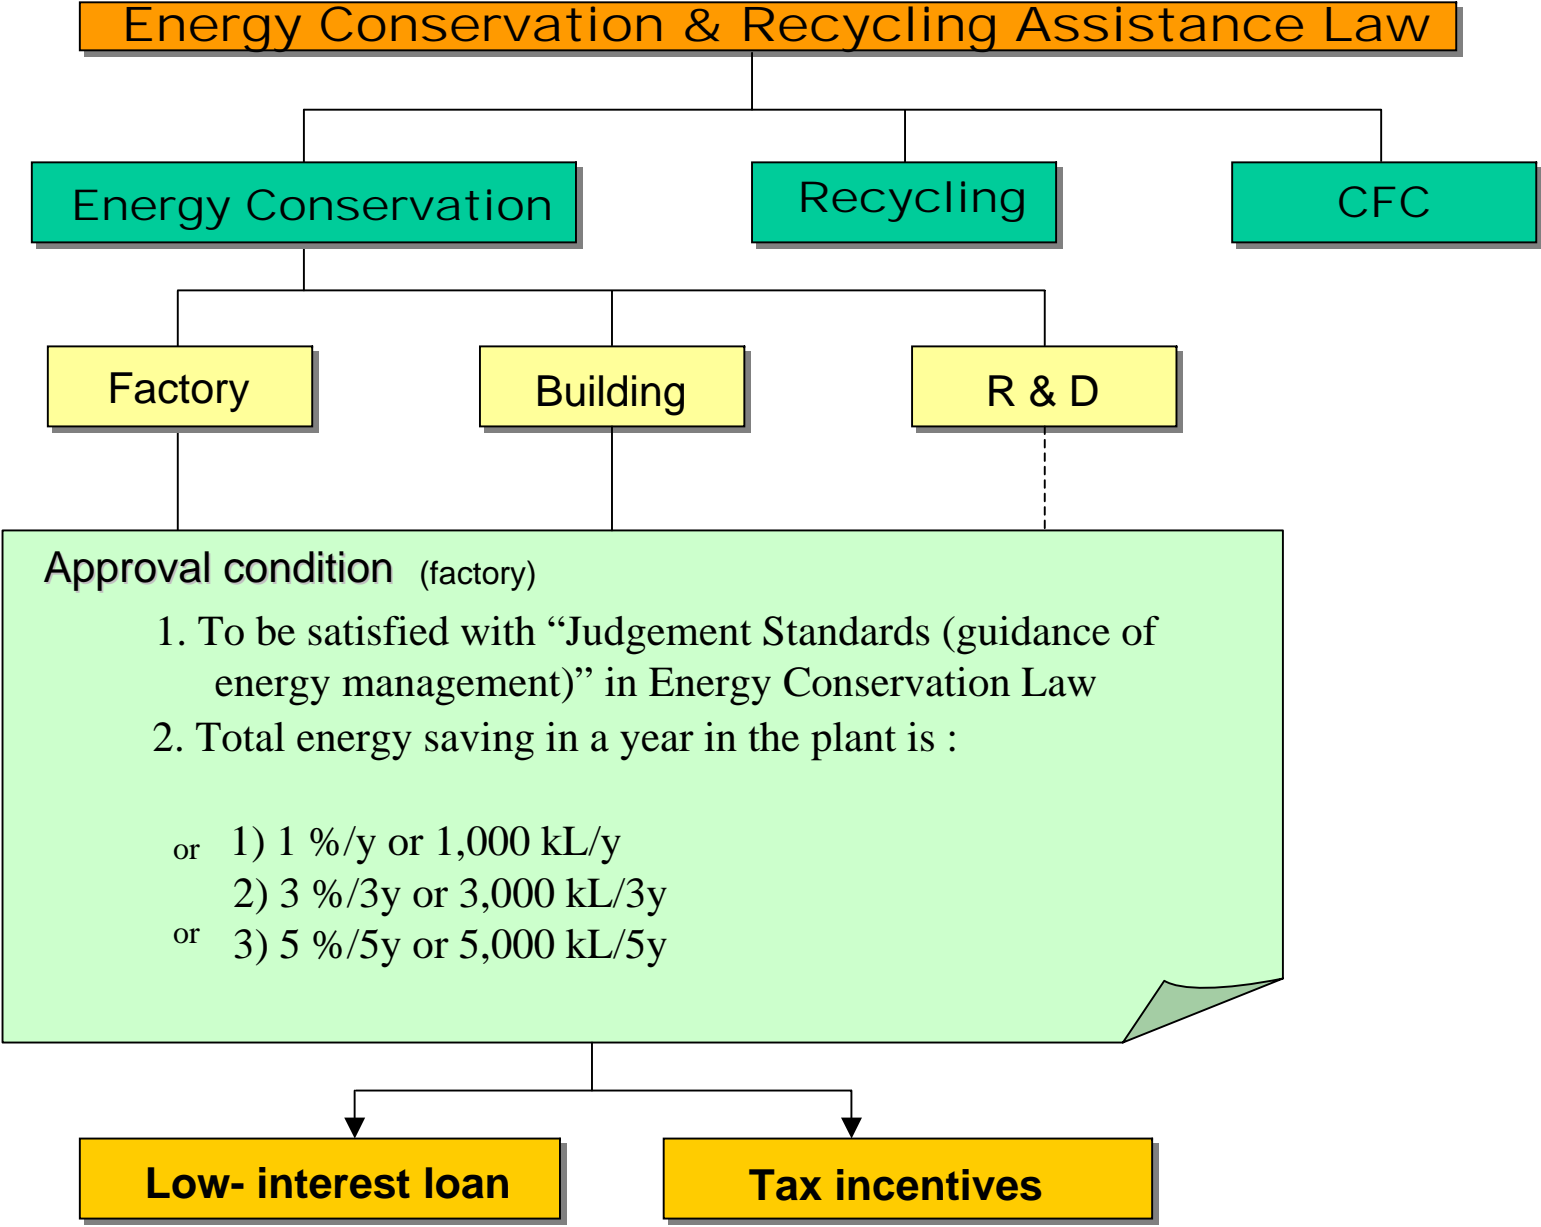 Energy Conservation & Recycling Assistance Law
Energy Conservation
Recycling
CFC
Factory
Building
R & D
Approval condition (factory)
1. To be satisfied with “Judgement Standards (guidance of
energy management)” in Energy Conservation Law
2. Total energy saving in a year in the plant is :
or 1) 1 %/y or 1,000 kL/y
2) 3 %/3y or 3,000 kL/3y
or 3) 5 %/5y or 5,000 kL/5y
Low- interest loan
Tax incentives